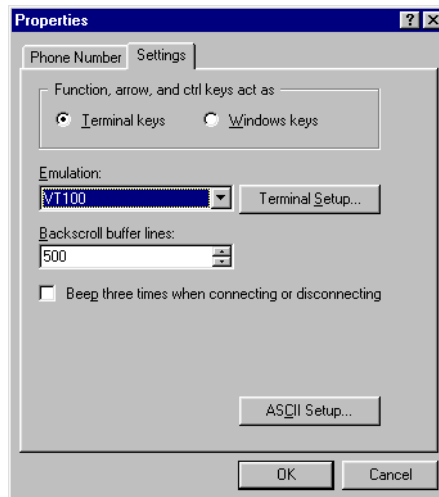 Properties
Phone Number Settings
Function, arrow, and ctrl keys act as
Terminal keys Windows keys
Emulation:
VT100 Terminal Setup...
Backscroll buffer lines:
500
Beep three times when connecting or disconnecting
ASCII Setup...
OK Cancel